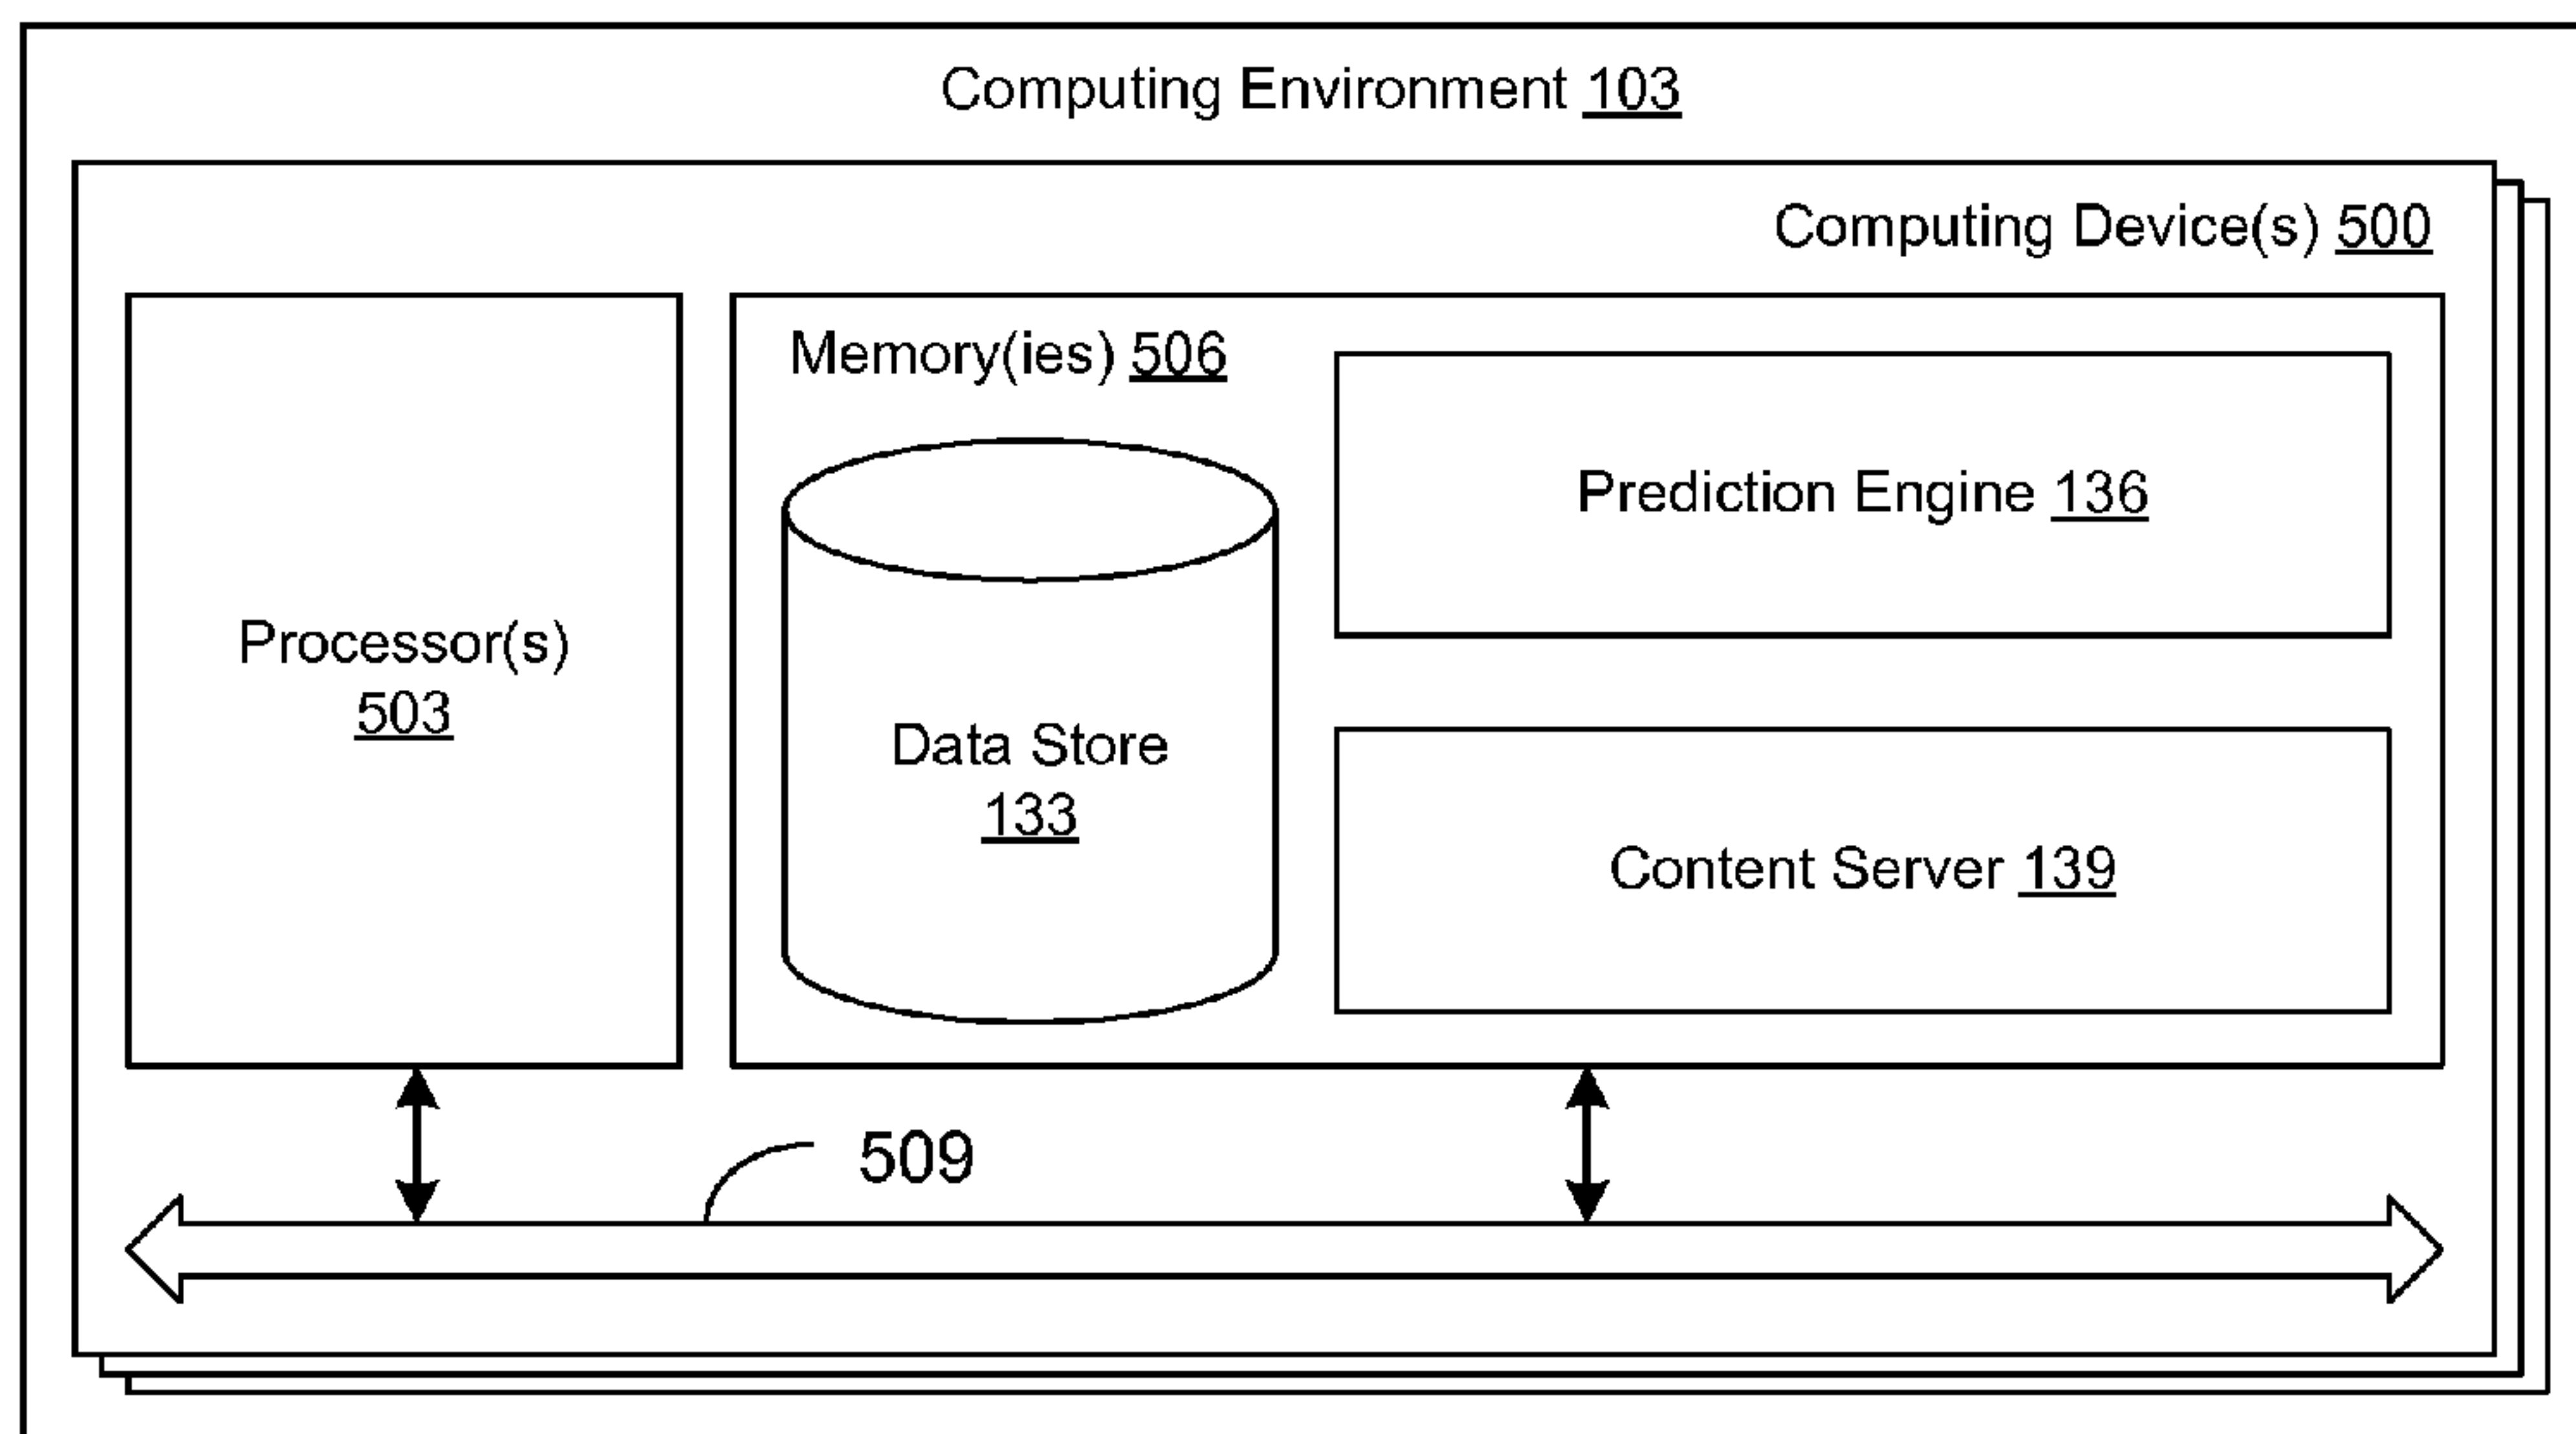 Computing Environment 103
Computing Device(s) 500
Memory(ies) 506
Prediction Engine 136
Processor(s)
503
Data Store
133
Content Server 139
509